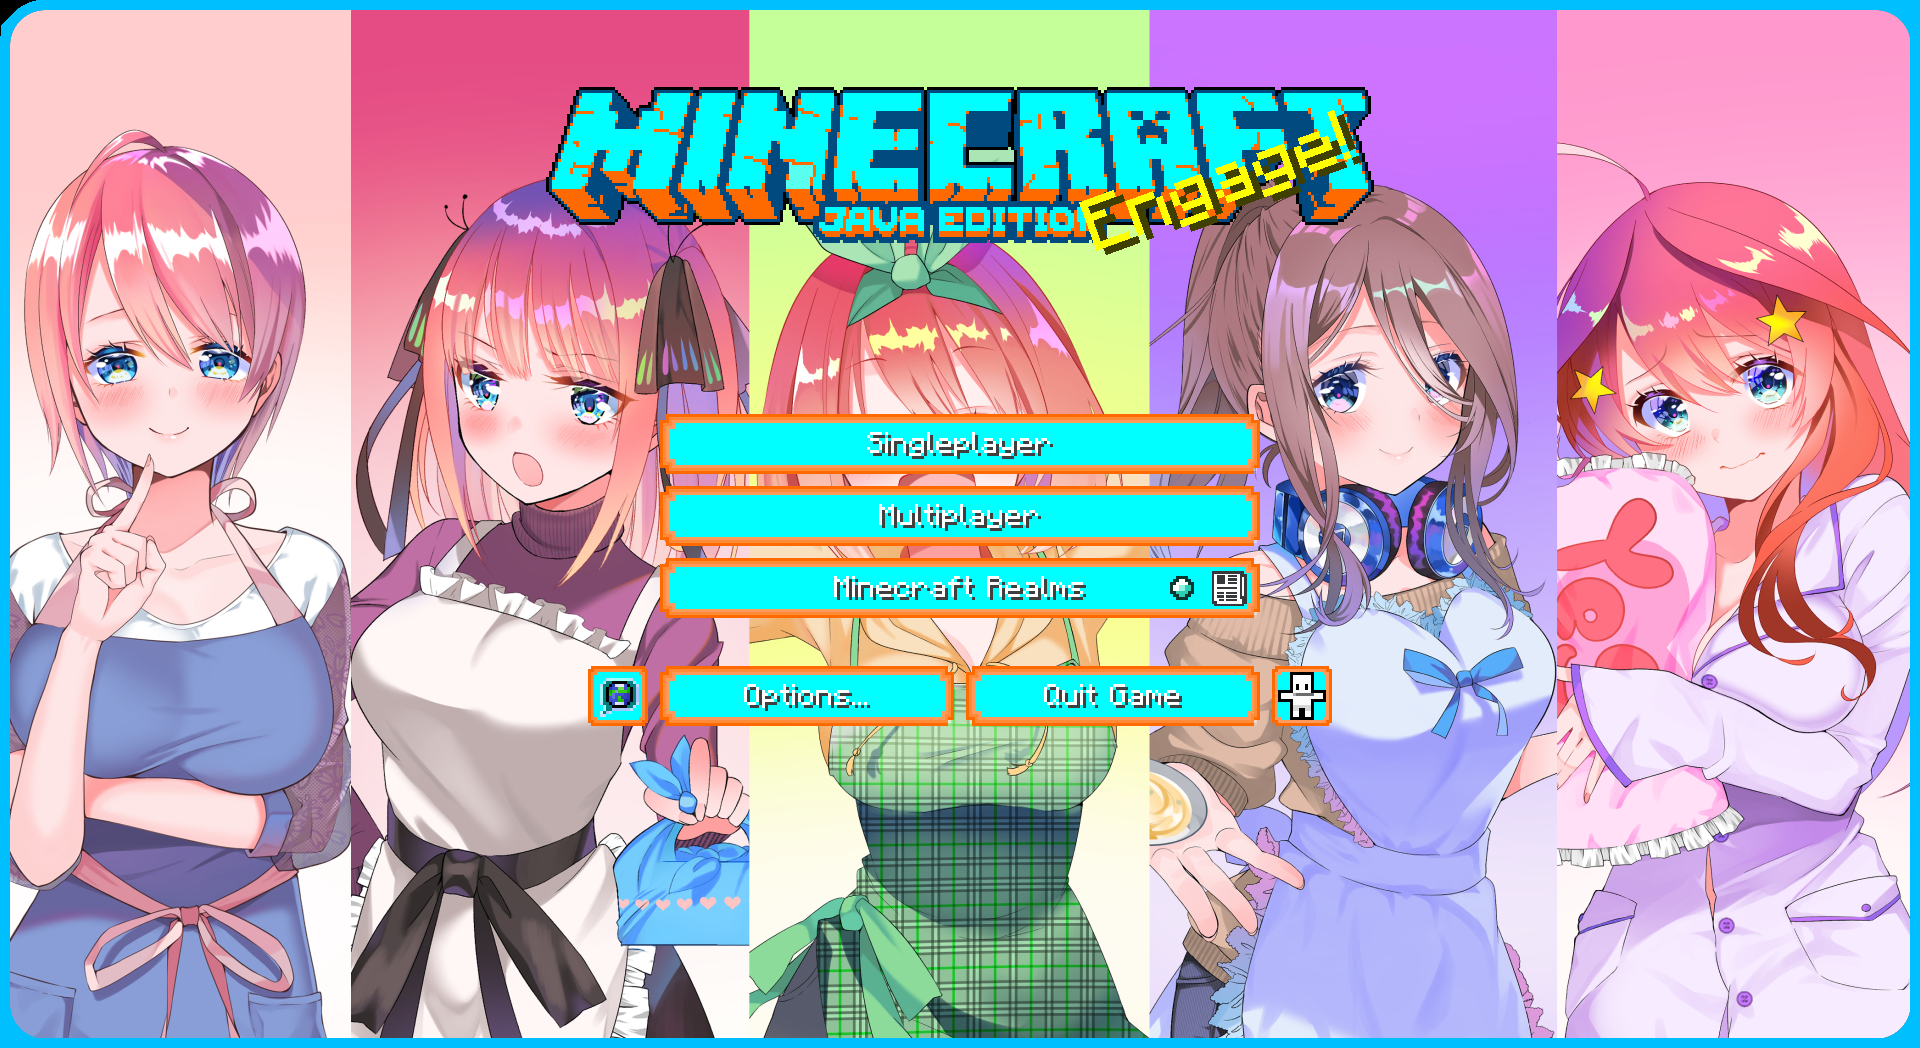 MINECRAFT
JAVA EDITION
Engage!
Singleplayer
Multiplayer
Minecraft Realms
Options...
Quit Game